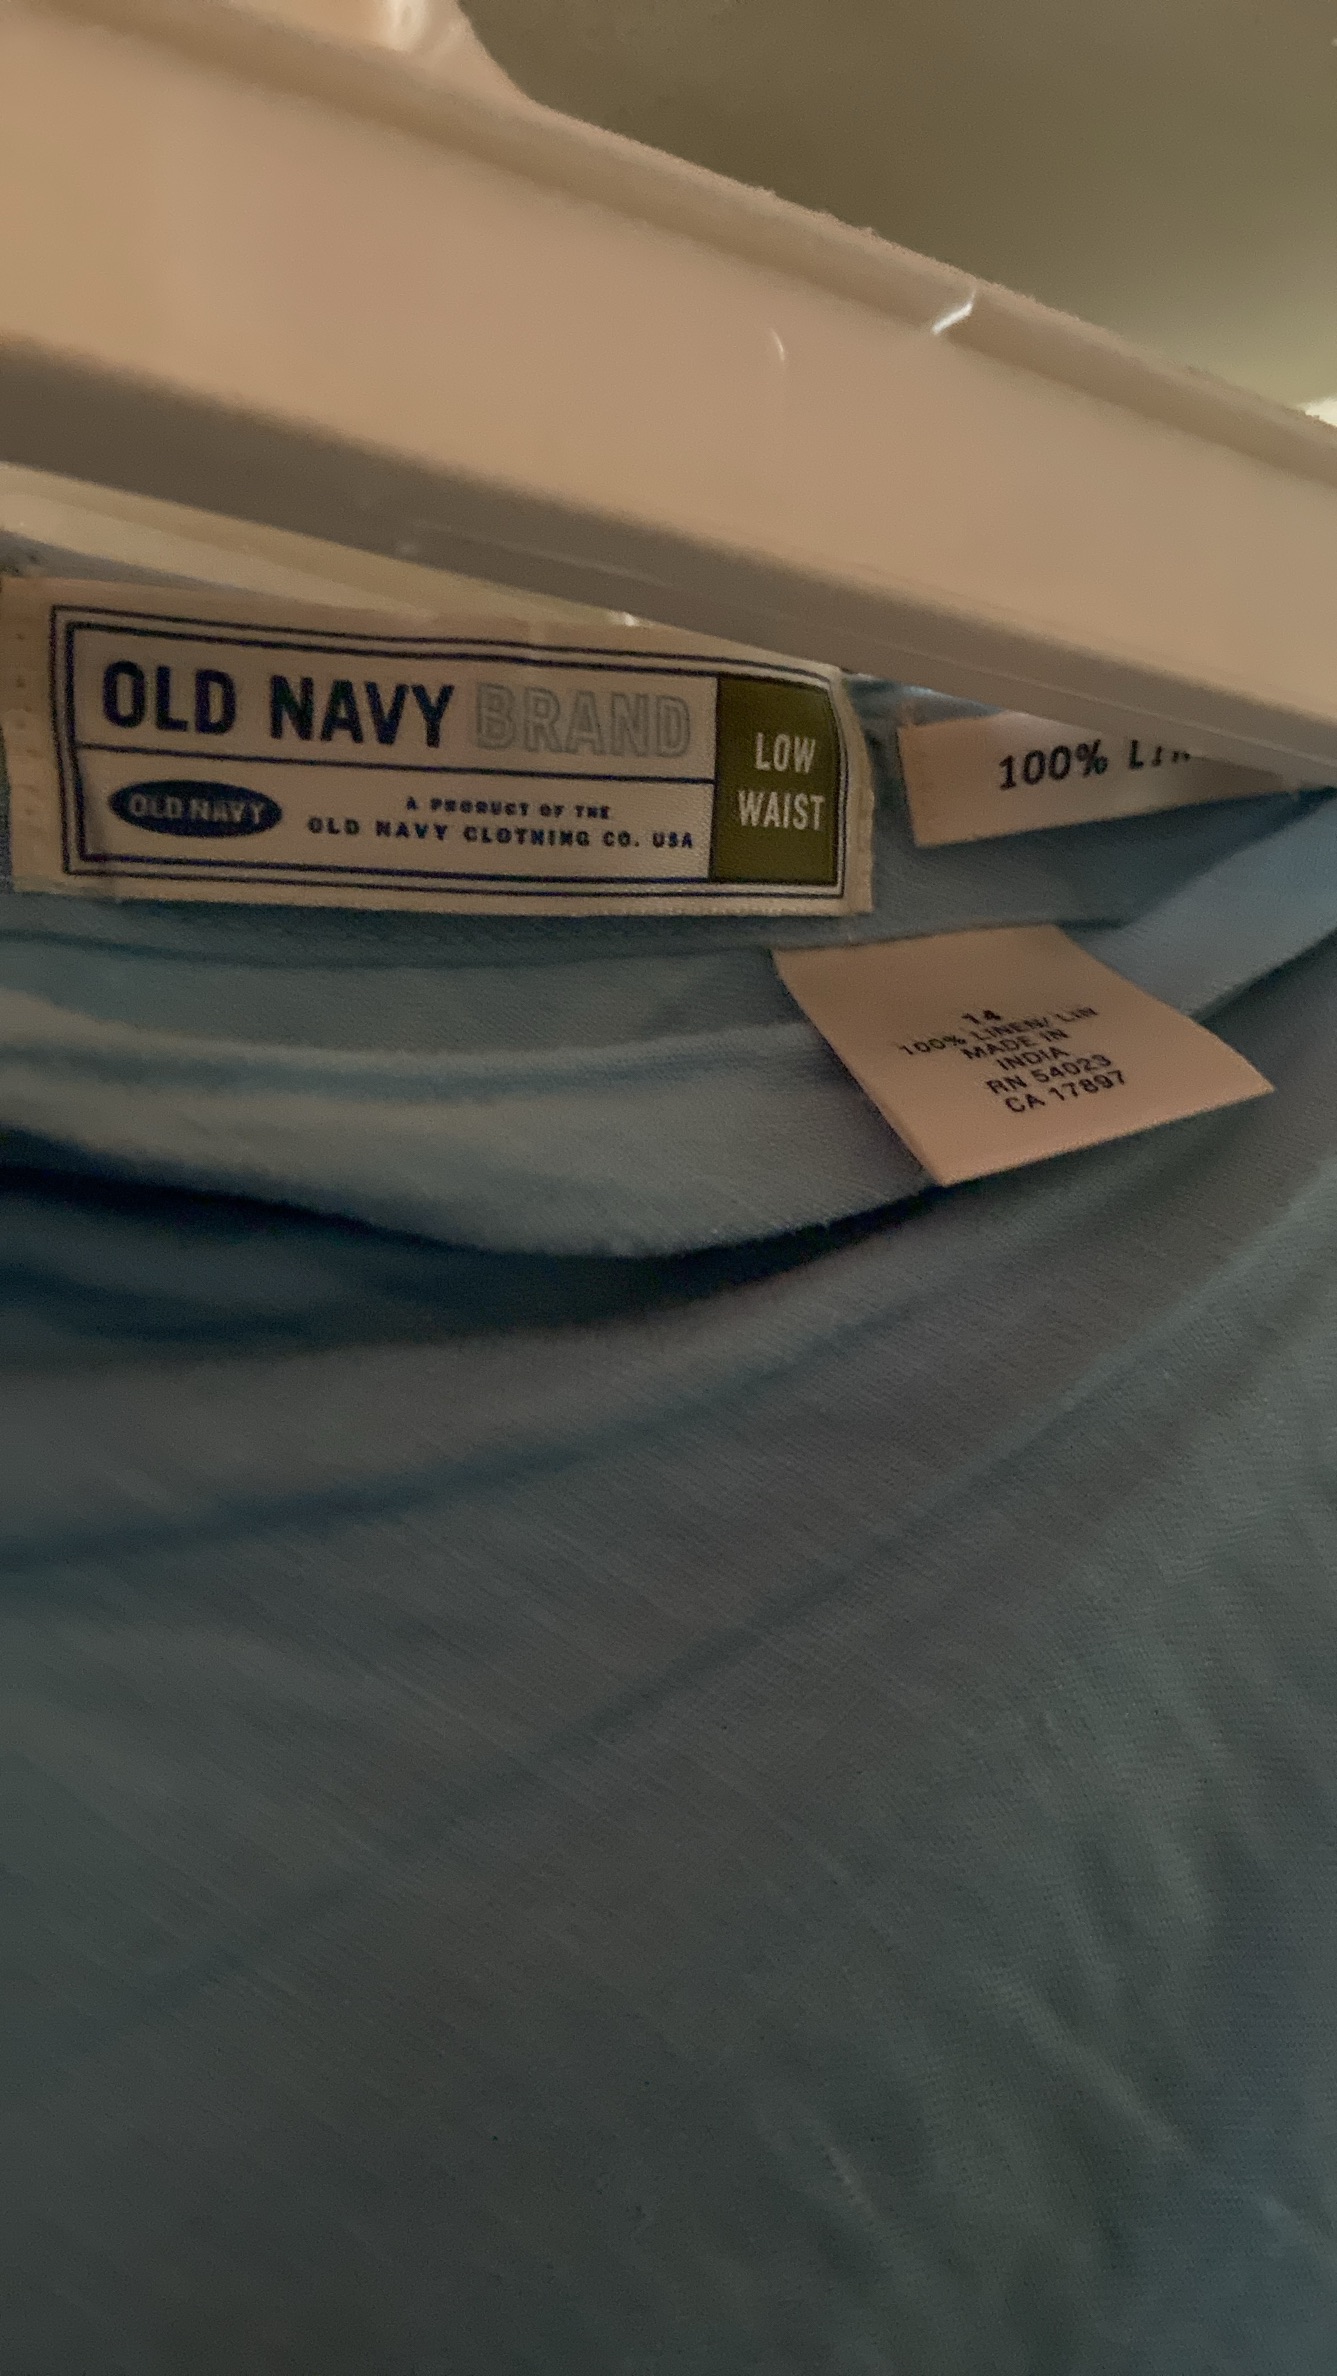 OLD NAVY BRAND
LOW
WAIST
OLD NAVY
A PRODUCT OF THE
OLD NAVY CLOTHING CO. USA
100%
14
100% LINEN/ LIN
MADE IN
INDIA
RN 54023
CA 17897